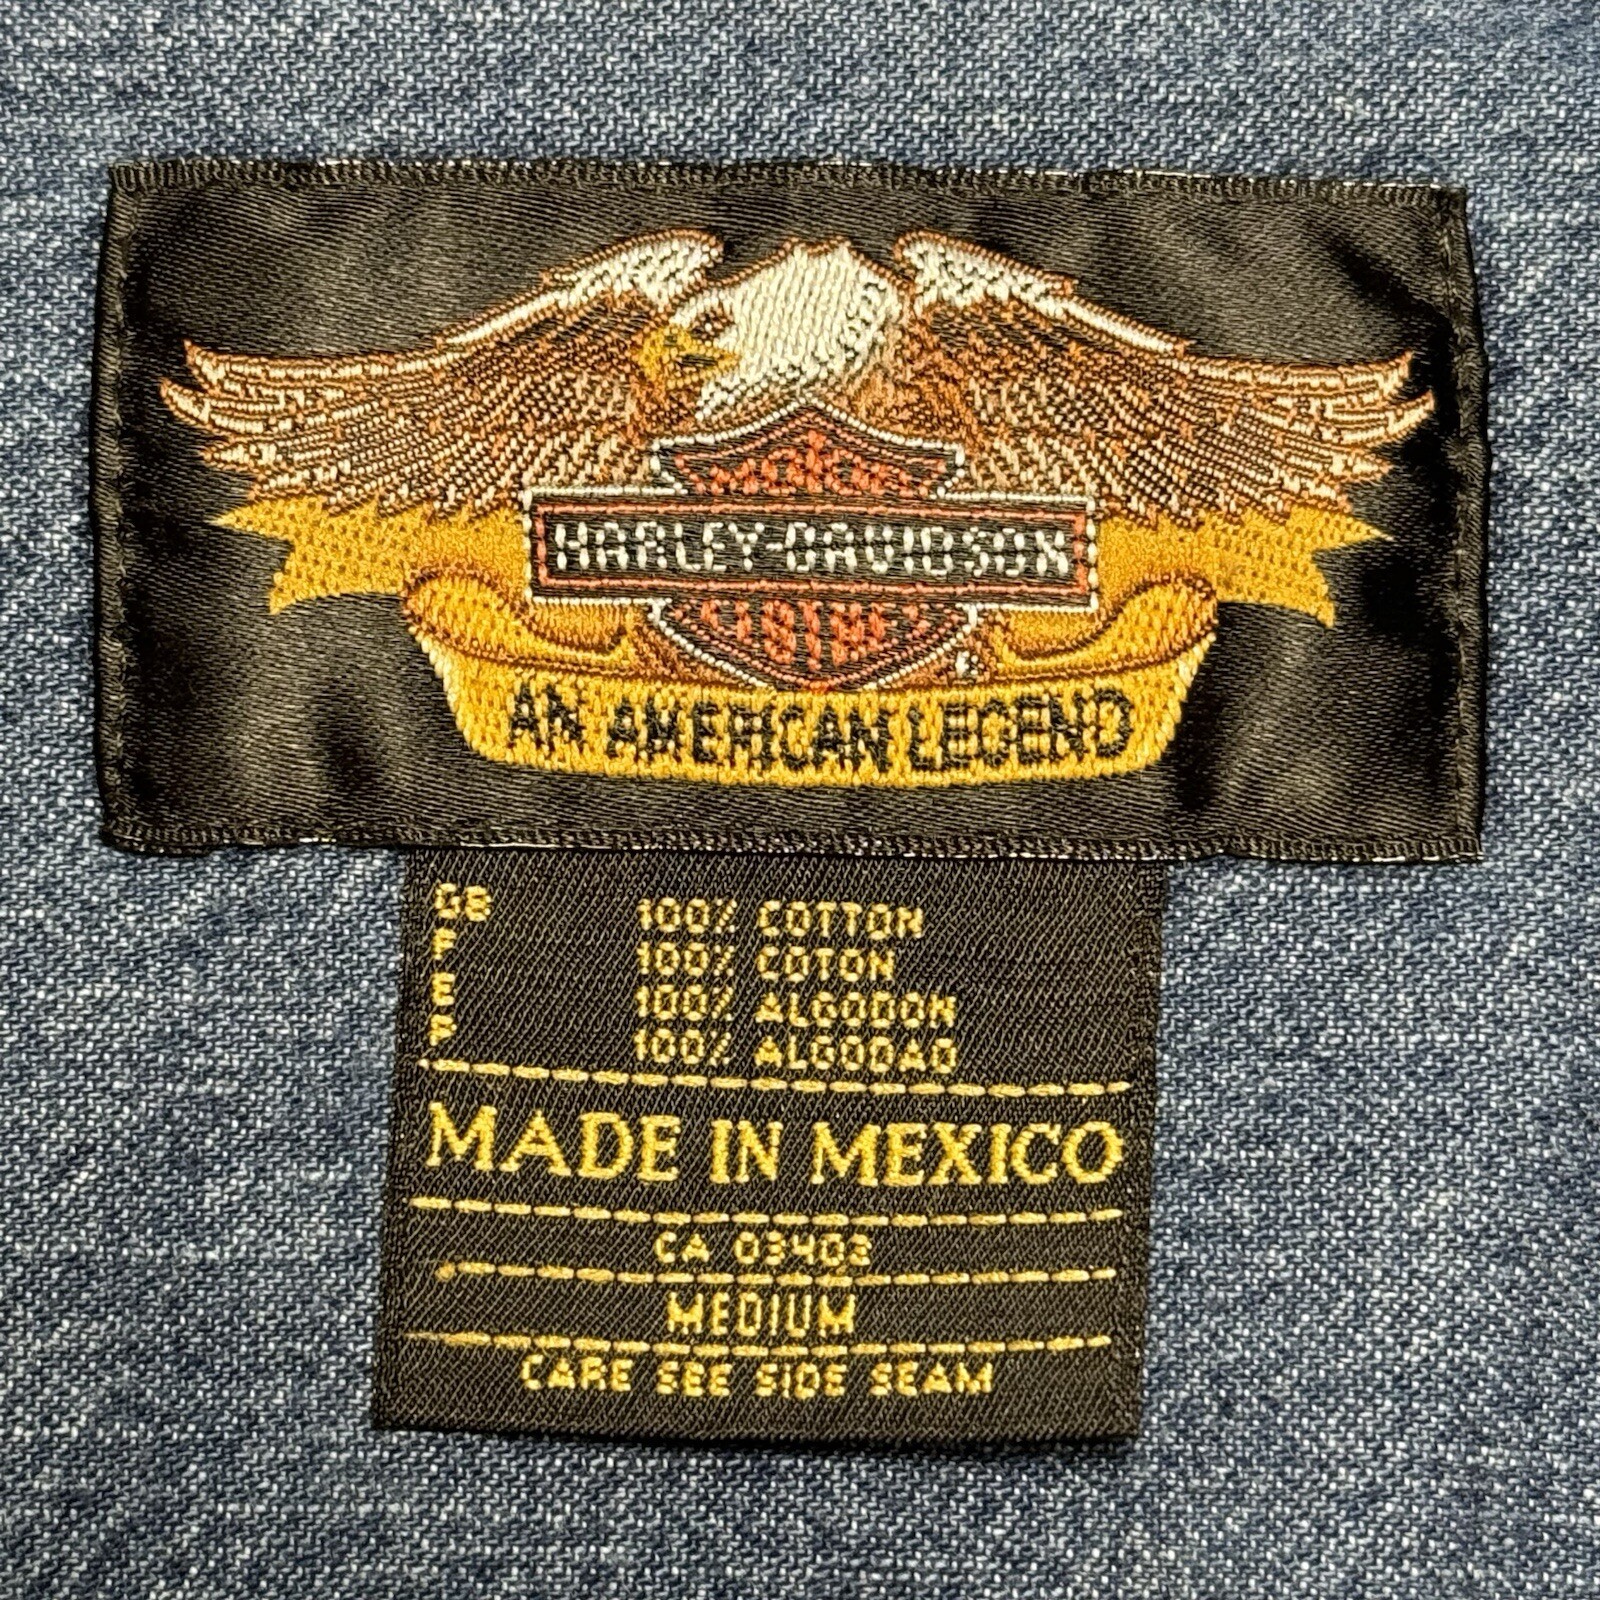 MOTOR
HARLEY-DAVIDSON
CLOTHES
®
AN AMERICAN LEGEND
GB 100% COTTON
F 100% COTON
E 100% ALGODON
P 100% ALGODAO
MADE IN MEXICO
CA 03402
MEDIUM
CARE SEE SIDE SEAM